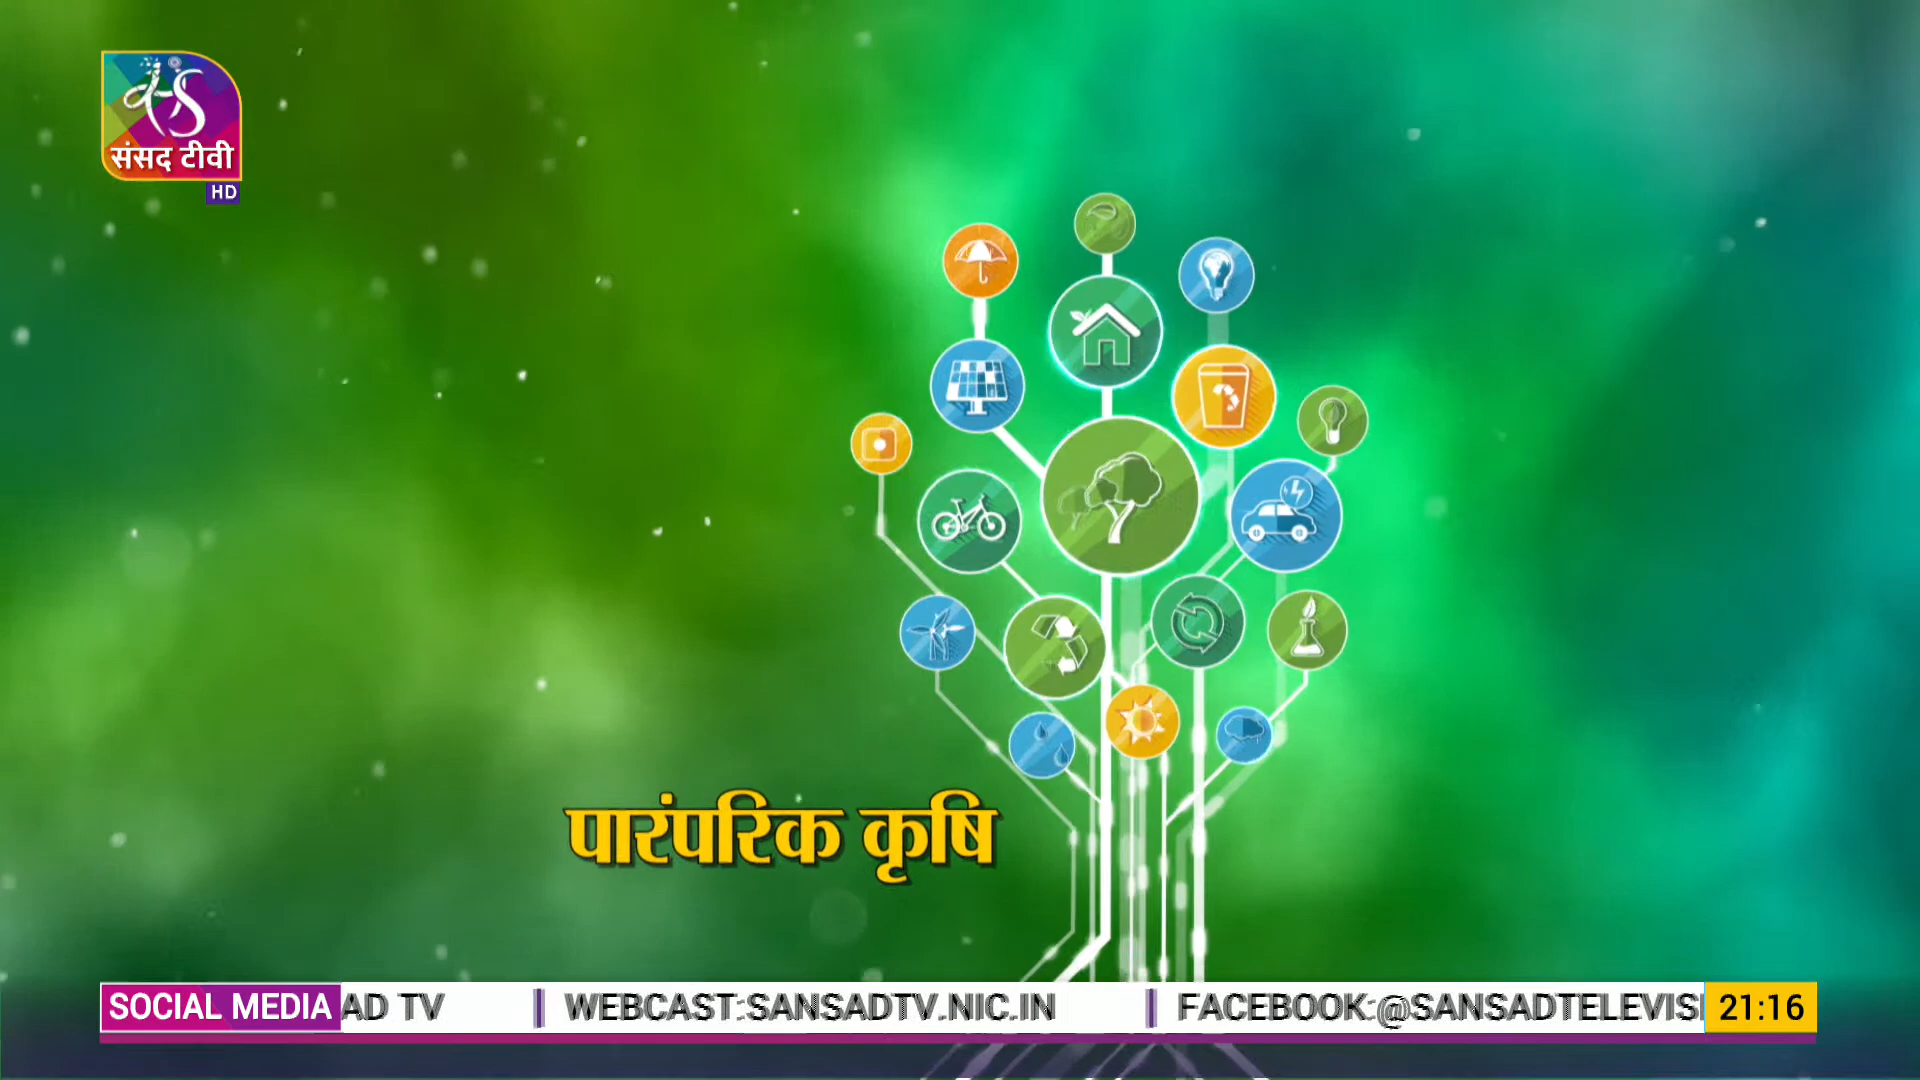 संसद टीवी
HD
पारंपरिक कृषि
SOCIAL MEDIA AD TV WEBCAST:SANSADTV.NIC.IN FACEBOOK:@SANSADTELEVISI 21:16